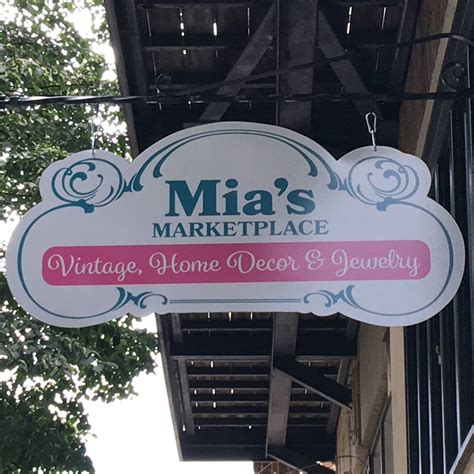 Mia's
MARKETPLACE
Vintage, Home Decor & Jewelry